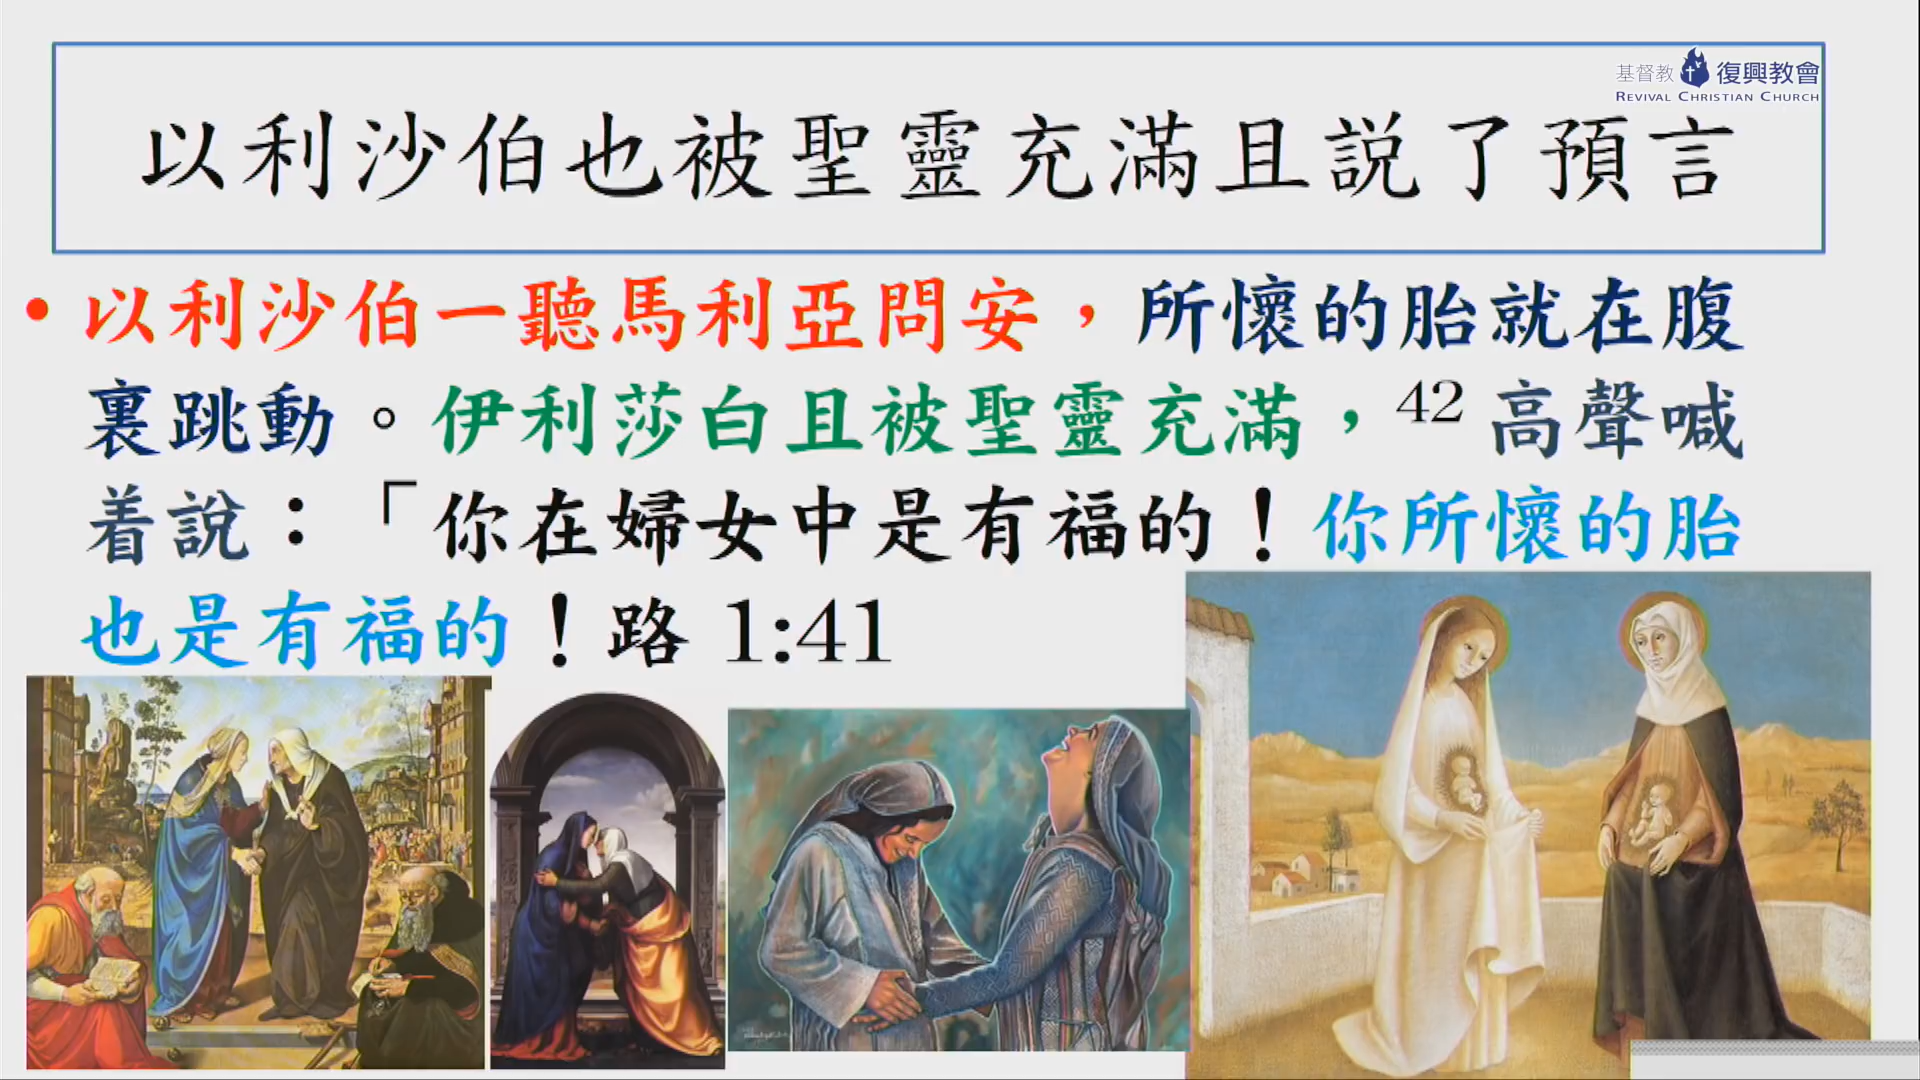 基督教 復興教會
REVIVAL CHRISTIAN CHURCH
以利沙伯也被聖靈充滿且説了預言
• 以利沙伯一聽馬利亞問安，所懷的胎就在腹
裏跳動。伊利莎白且被聖靈充滿，42 高聲喊
着説：「你在婦女中是有福的！你所懷的胎
也是有福的！路 1:41